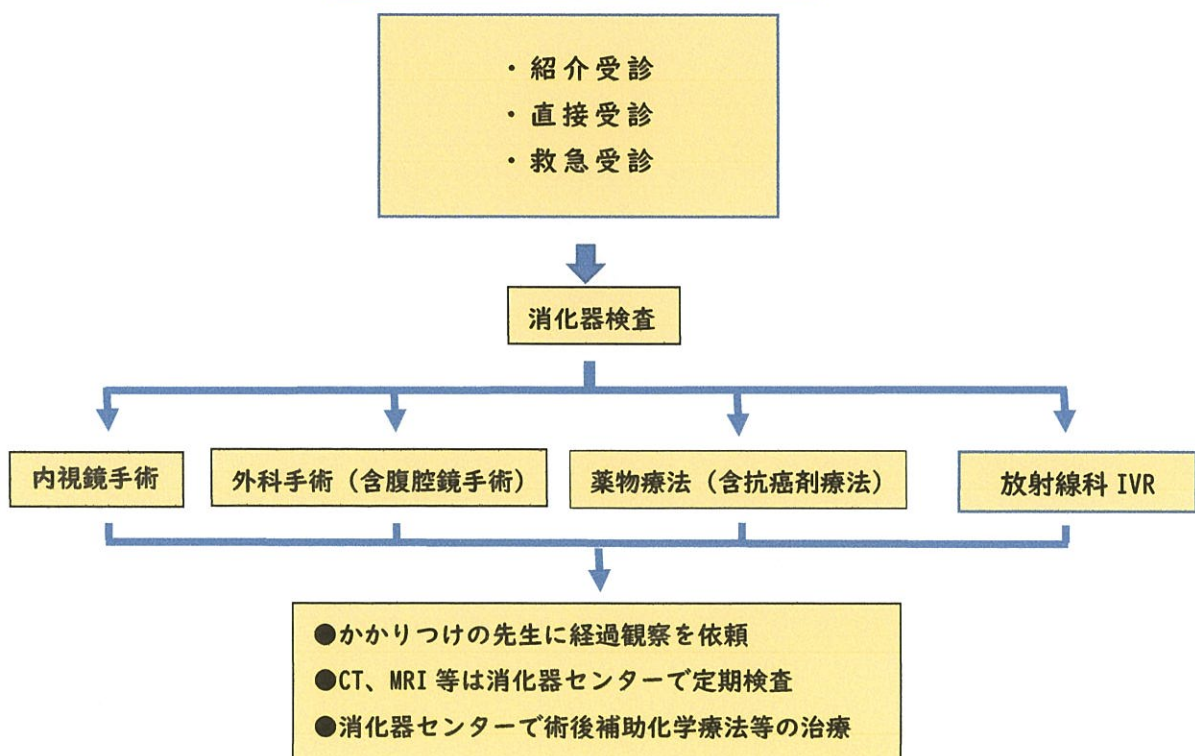 ・紹介受診
・直接受診
・救急受診
消化器検査
内視鏡手術
外科手術（含腹腔鏡手術）
薬物療法（含抗癌剤療法）
放射線科 IVR
●かかりつけの先生に経過観察を依頼
●CT、MRI 等は消化器センターで定期検査
●消化器センターで術後補助化学療法等の治療